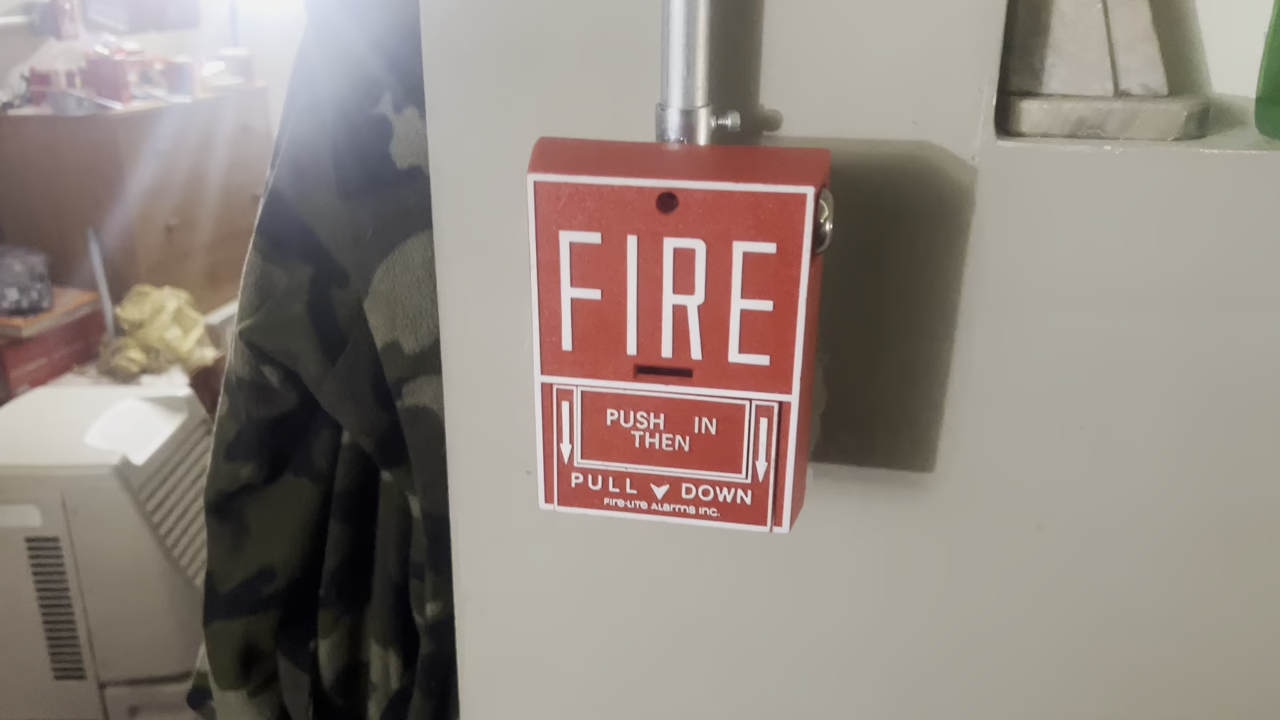 FIRE
PUSH IN
THEN
PULL DOWN
FIRE-LITE ALARMS INC.